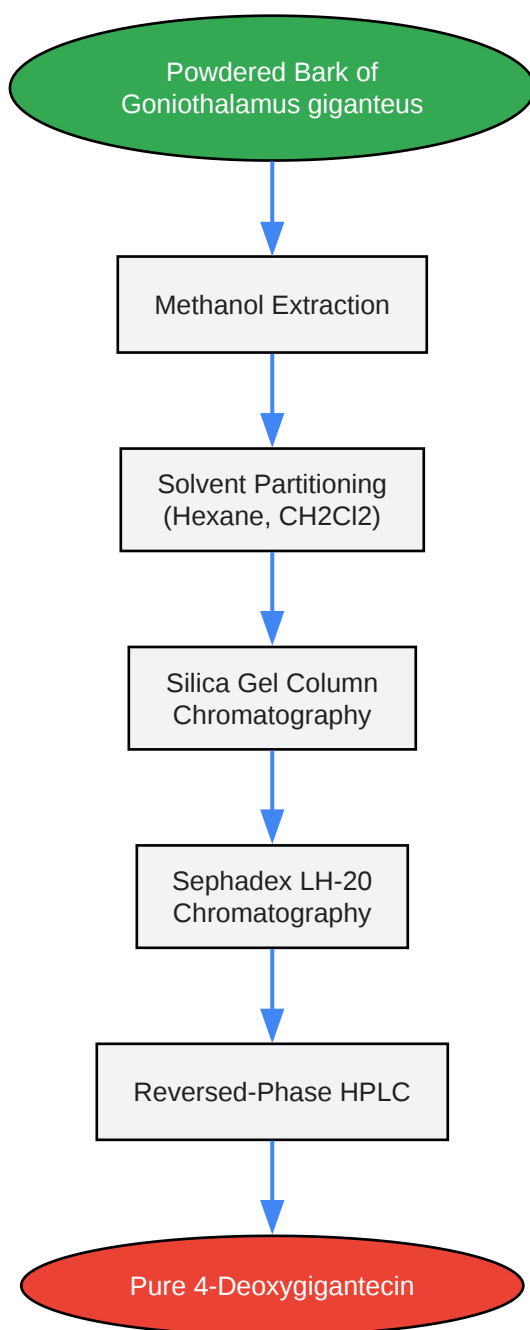 Powdered Bark of
Goniothalamus giganteus
Methanol Extraction
Solvent Partitioning
(Hexane, CH2Cl2)
Silica Gel Column
Chromatography
Sephadex LH-20
Chromatography
Reversed-Phase HPLC
Pure 4-Deoxygigantecin